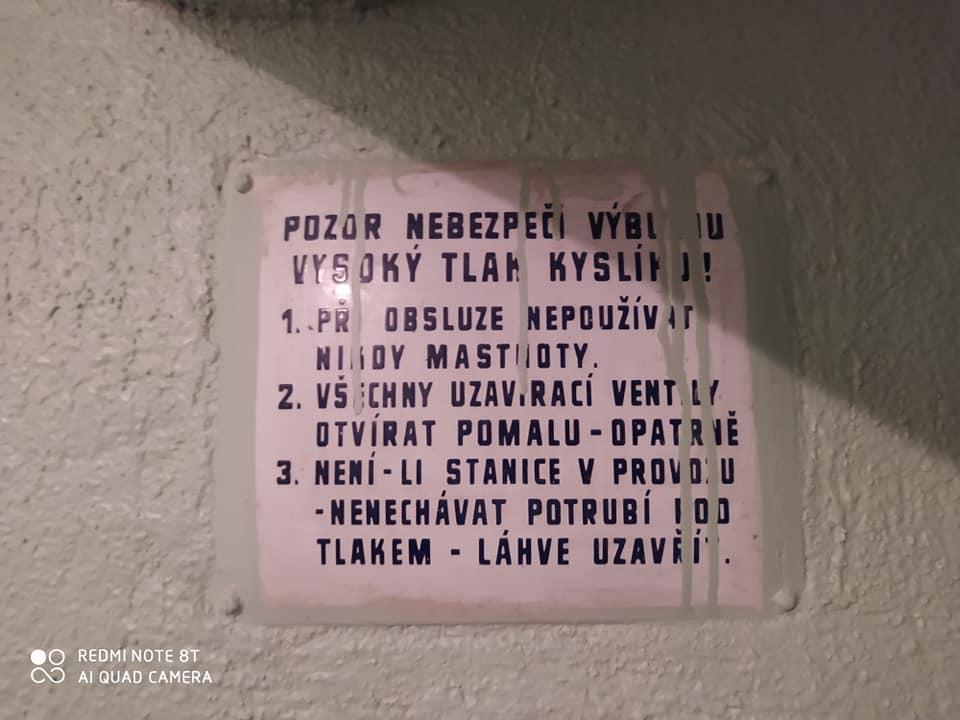 POZOR NEBEZPEČÍ VÝBUCHU
VYSOKÝ TLAK KYSLÍKU!
1. PŘI OBSLUZE NEPOUŽÍVAT
NIKDY MASTNOTY.
2. VŠECHNY UZAVÍRACÍ VENTILY
OTVÍRAT POMALU - OPATRNĚ
3. NENÍ-LI STANICE V PROVOZU
- NENECHÁVAT POTRUBÍ POD
TLAKEM - LÁHVE UZAVŘÍT.
REDMI NOTE 8T
AI QUAD CAMERA